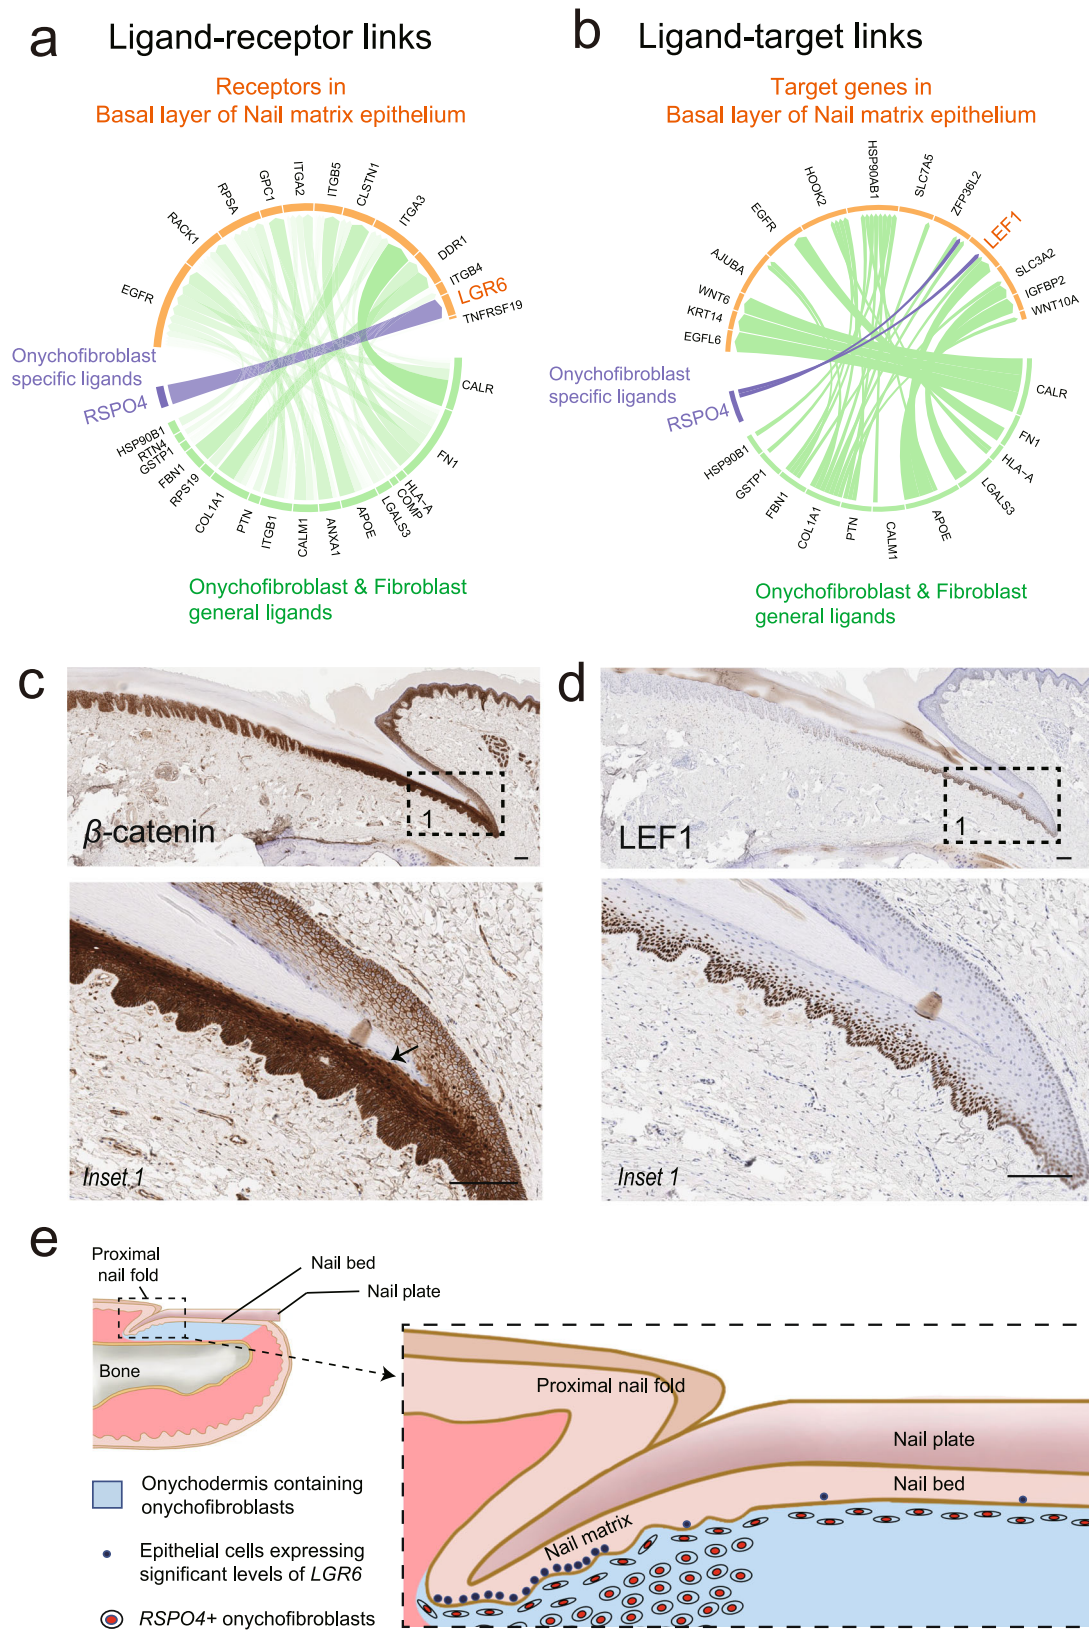 a
Ligand-receptor links
Receptors in
Basal layer of Nail matrix epithelium
EGFR
RACK1
RPSA
GPC1
ITGA2
ITGB5
CLSTN1
ITGA3
DDR1
ITGB4
LGR6
TNFRSF19
Onychofibroblast
specific ligands
RSPO4
HSP90B1
RTN4
GSTP1
FBN1
RPS19
COL1A1
PTN
ITGB1
CALM1
ANXA1
APOE
LGALS3
COMP
HLA-A
FN1
CALR
Onychofibroblast & Fibroblast
general ligands
b
Ligand-target links
Target genes in
Basal layer of Nail matrix epithelium
EGFL6
KRT14
WNT6
AJUBA
EGFR
HOOK2
HSP90AB1
SLC7A5
ZFP36L2
LEF1
SLC3A2
IGFBP2
WNT10A
Onychofibroblast
specific ligands
RSPO4
HSP90B1
GSTP1
FBN1
COL1A1
PTN
CALM1
APOE
LGALS3
HLA-A
FN1
CALR
Onychofibroblast & Fibroblast
general ligands
c
β-catenin
1
Inset 1
d
LEF1
1
Inset 1
e
Proximal
nail fold
Nail bed
Nail plate
Bone
Onychodermis containing
onychofibroblasts
Epithelial cells expressing
significant levels of LGR6
RSPO4+ onychofibroblasts
Proximal nail fold
Nail plate
Nail bed
Nail matrix